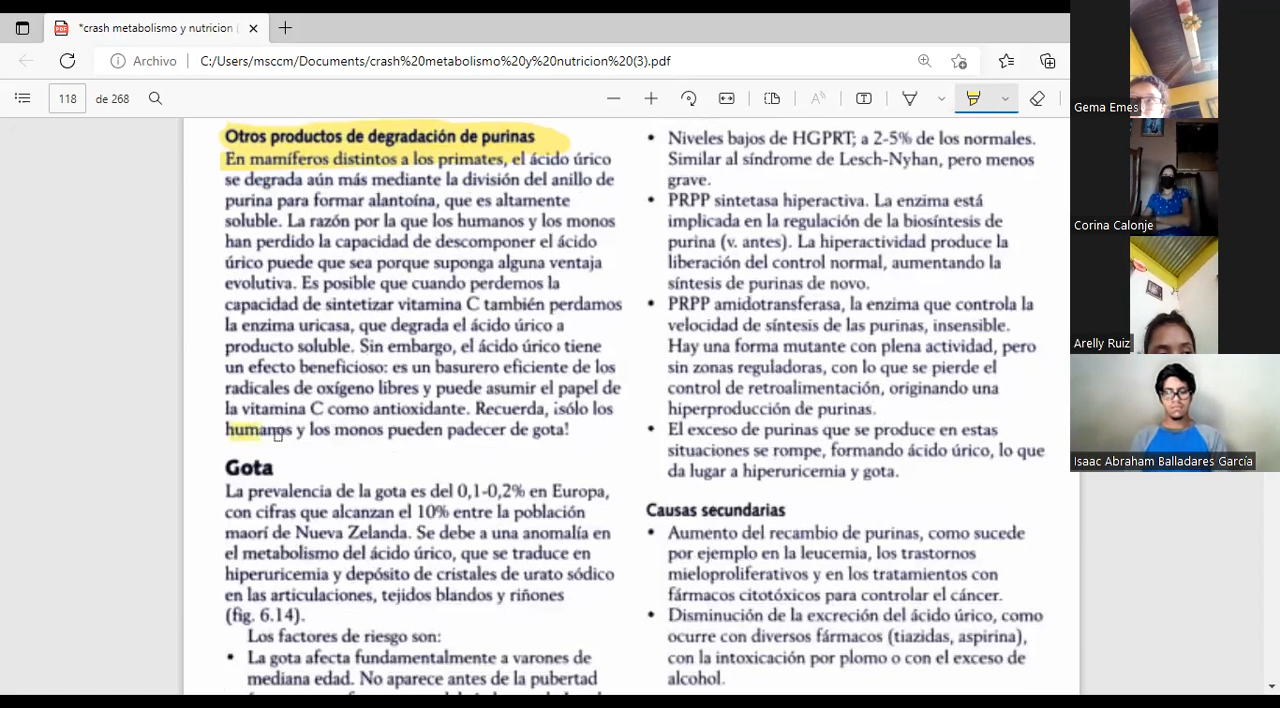 *crash metabolismo y nutricion
Archivo
C:/Users/msccm/Documents/crash%20metabolismo%20y%20nutricion%20(3).pdf
118
de 268
Otros productos de degradación de purinas
En mamíferos distintos a los primates, el ácido úrico
se degrada aún más mediante la división del anillo de
purina para formar alantoína, que es altamente
soluble. La razón por la que los humanos y los monos
han perdido la capacidad de descomponer el ácido
úrico puede que sea porque suponga alguna ventaja
evolutiva. Es posible que cuando perdemos la
capacidad de sintetizar vitamina C también perdamos
la enzima uricasa, que degrada el ácido úrico a
producto soluble. Sin embargo, el ácido úrico tiene
un efecto beneficioso: es un basurero eficiente de los
radicales de oxígeno libres y puede asumir el papel de
la vitamina C como antioxidante. Recuerda, ¡sólo los
humanos y los monos pueden padecer de gota!
Gota
La prevalencia de la gota es del 0,1-0,2% en Europa,
con cifras que alcanzan el 10% entre la población
maorí de Nueva Zelanda. Se debe a una anomalía en
el metabolismo del ácido úrico, que se traduce en
hiperuricemia y depósito de cristales de urato sódico
en las articulaciones, tejidos blandos y riñones
(fig. 6.14).
Los factores de riesgo son:
• La gota afecta fundamentalmente a varones de
mediana edad. No aparece antes de la pubertad
• Niveles bajos de HGPRT; a 2-5% de los normales.
Similar al síndrome de Lesch-Nyhan, pero menos
grave.
• PRPP sintetasa hiperactiva. La enzima está
implicada en la regulación de la biosíntesis de
purina (v. antes). La hiperactividad produce la
liberación del control normal, aumentando la
síntesis de purinas de novo.
• PRPP amidotransferasa, la enzima que controla la
velocidad de síntesis de las purinas, insensible.
Hay una forma mutante con plena actividad, pero
sin zonas reguladoras, con lo que se pierde el
control de retroalimentación, originando una
hiperproducción de purinas.
• El exceso de purinas que se produce en estas
situaciones se rompe, formando ácido úrico, lo que
da lugar a hiperuricemia y gota.
Causas secundarias
• Aumento del recambio de purinas, como sucede
por ejemplo en la leucemia, los trastornos
mieloproliferativos y en los tratamientos con
fármacos citotóxicos para controlar el cáncer.
• Disminución de la excreción del ácido úrico, como
ocurre con diversos fármacos (tiazidas, aspirina),
con la intoxicación por plomo o con el exceso de
alcohol.
Gema Emes
Corina Calonje
Arelly Ruiz
Isaac Abraham Balladares García